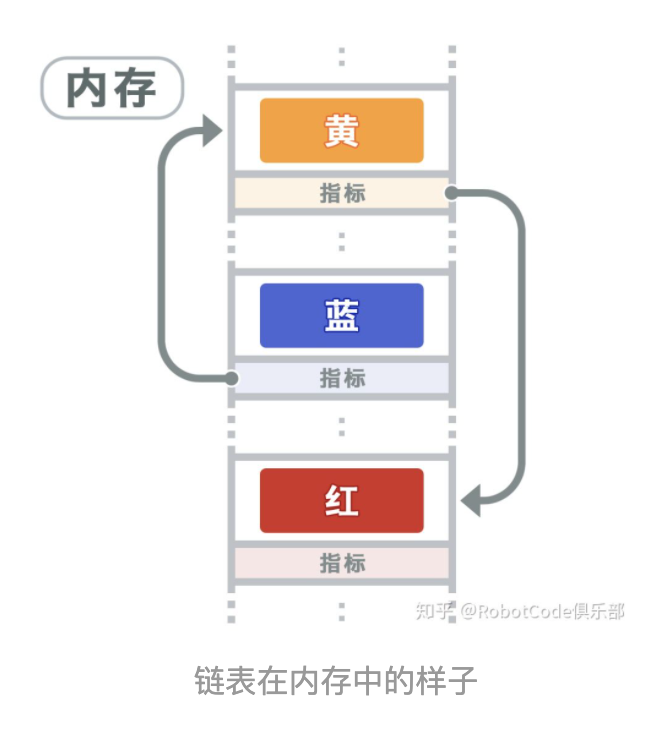 内存
黄
指标
蓝
指标
红
指标
知乎 @RobotCode俱乐部
链表在内存中的样子